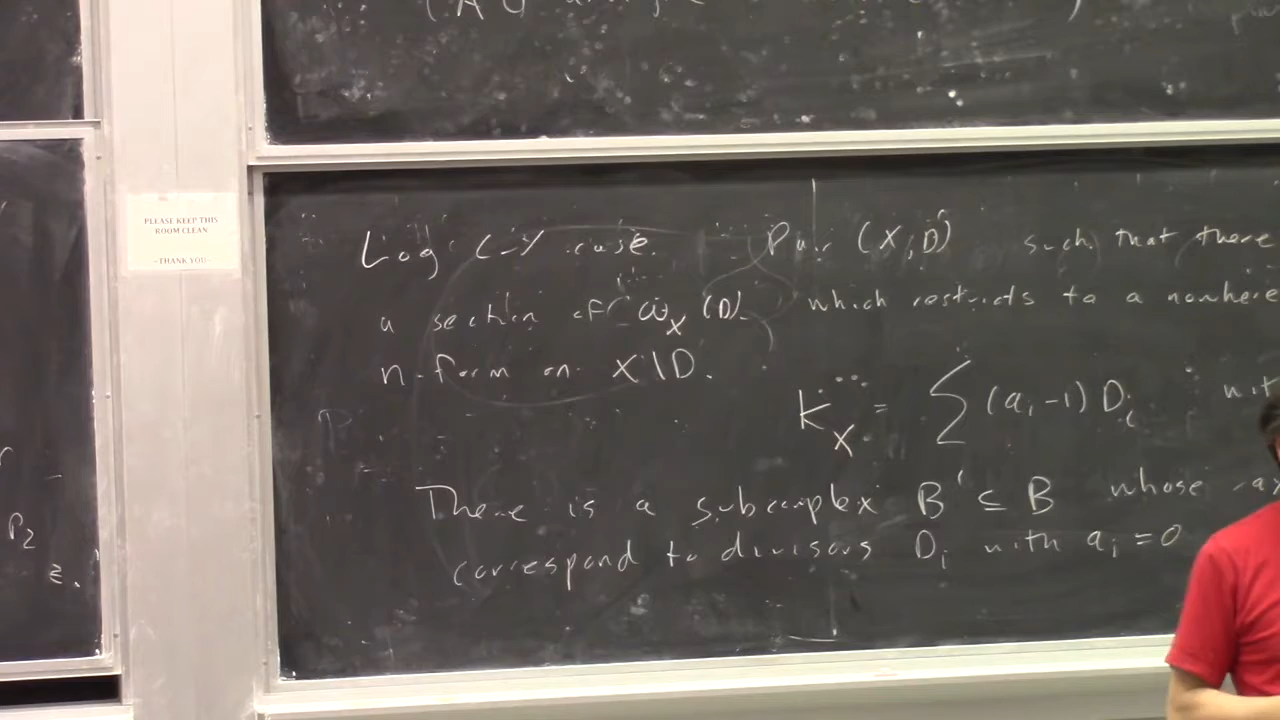 PLEASE KEEP THIS
ROOM CLEAN
-THANK YOU-
Log C-Y case. Pair (X,D) such that there
a section of ω_X (D) which restricts to a nowhere
n-form on X\D.
K_X = ∑ (a_i -1) D_i
There is a subcomplex B' ⊆ B whose
correspond to divisors D_i with a_i = 0
P_2